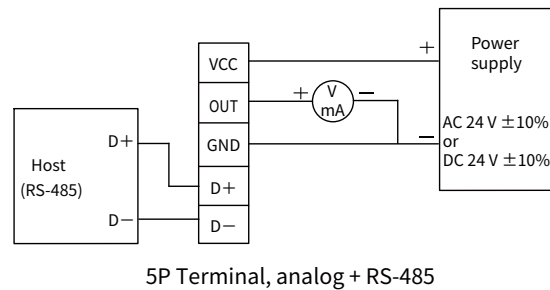 Host
(RS-485)
D+
D−
VCC
OUT
GND
D+
D−
+
V
mA
−
+
−
Power
supply
AC 24 V ±10%
or
DC 24 V ±10%
5P Terminal, analog + RS-485